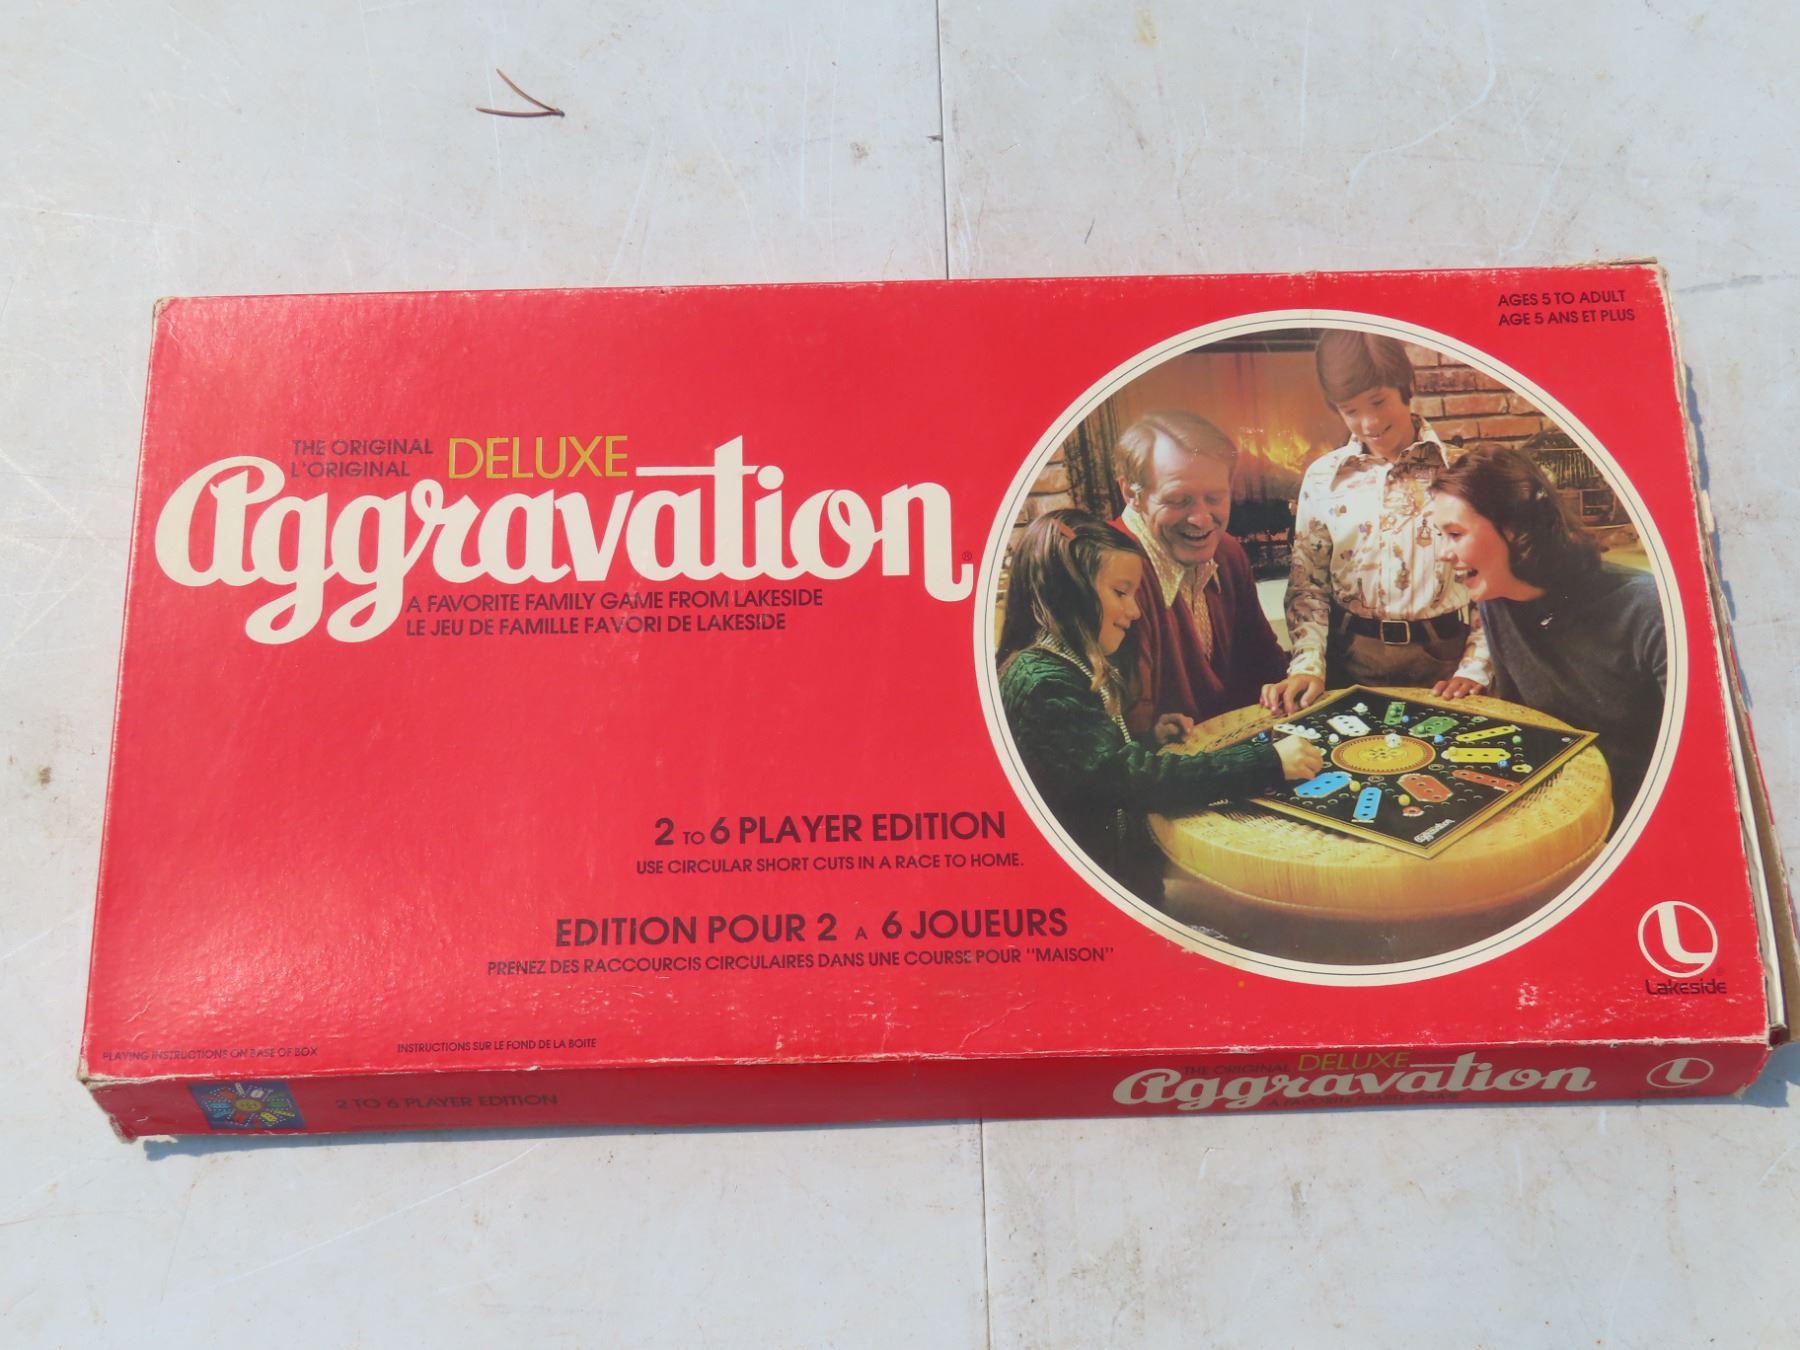 AGES 5 TO ADULT
AGE 5 ANS ET PLUS
THE ORIGINAL
L'ORIGINAL
DELUXE
Aggravation®
A FAVORITE FAMILY GAME FROM LAKESIDE
LE JEU DE FAMILLE FAVORI DE LAKESIDE
Aggravation
2 TO 6 PLAYER EDITION
USE CIRCULAR SHORT CUTS IN A RACE TO HOME.
EDITION POUR 2 A 6 JOUEURS
PRENEZ DES RACCOURCIS CIRCULAIRES DANS UNE COURSE POUR "MAISON"
L
Lakeside
PLAYING INSTRUCTIONS ON BASE OF BOX
INSTRUCTIONS SUR LE FOND DE LA BOITE
2 TO 6 PLAYER EDITION
THE ORIGINAL DELUXE
Aggravation
A FAVORITE FAMILY GAME
L